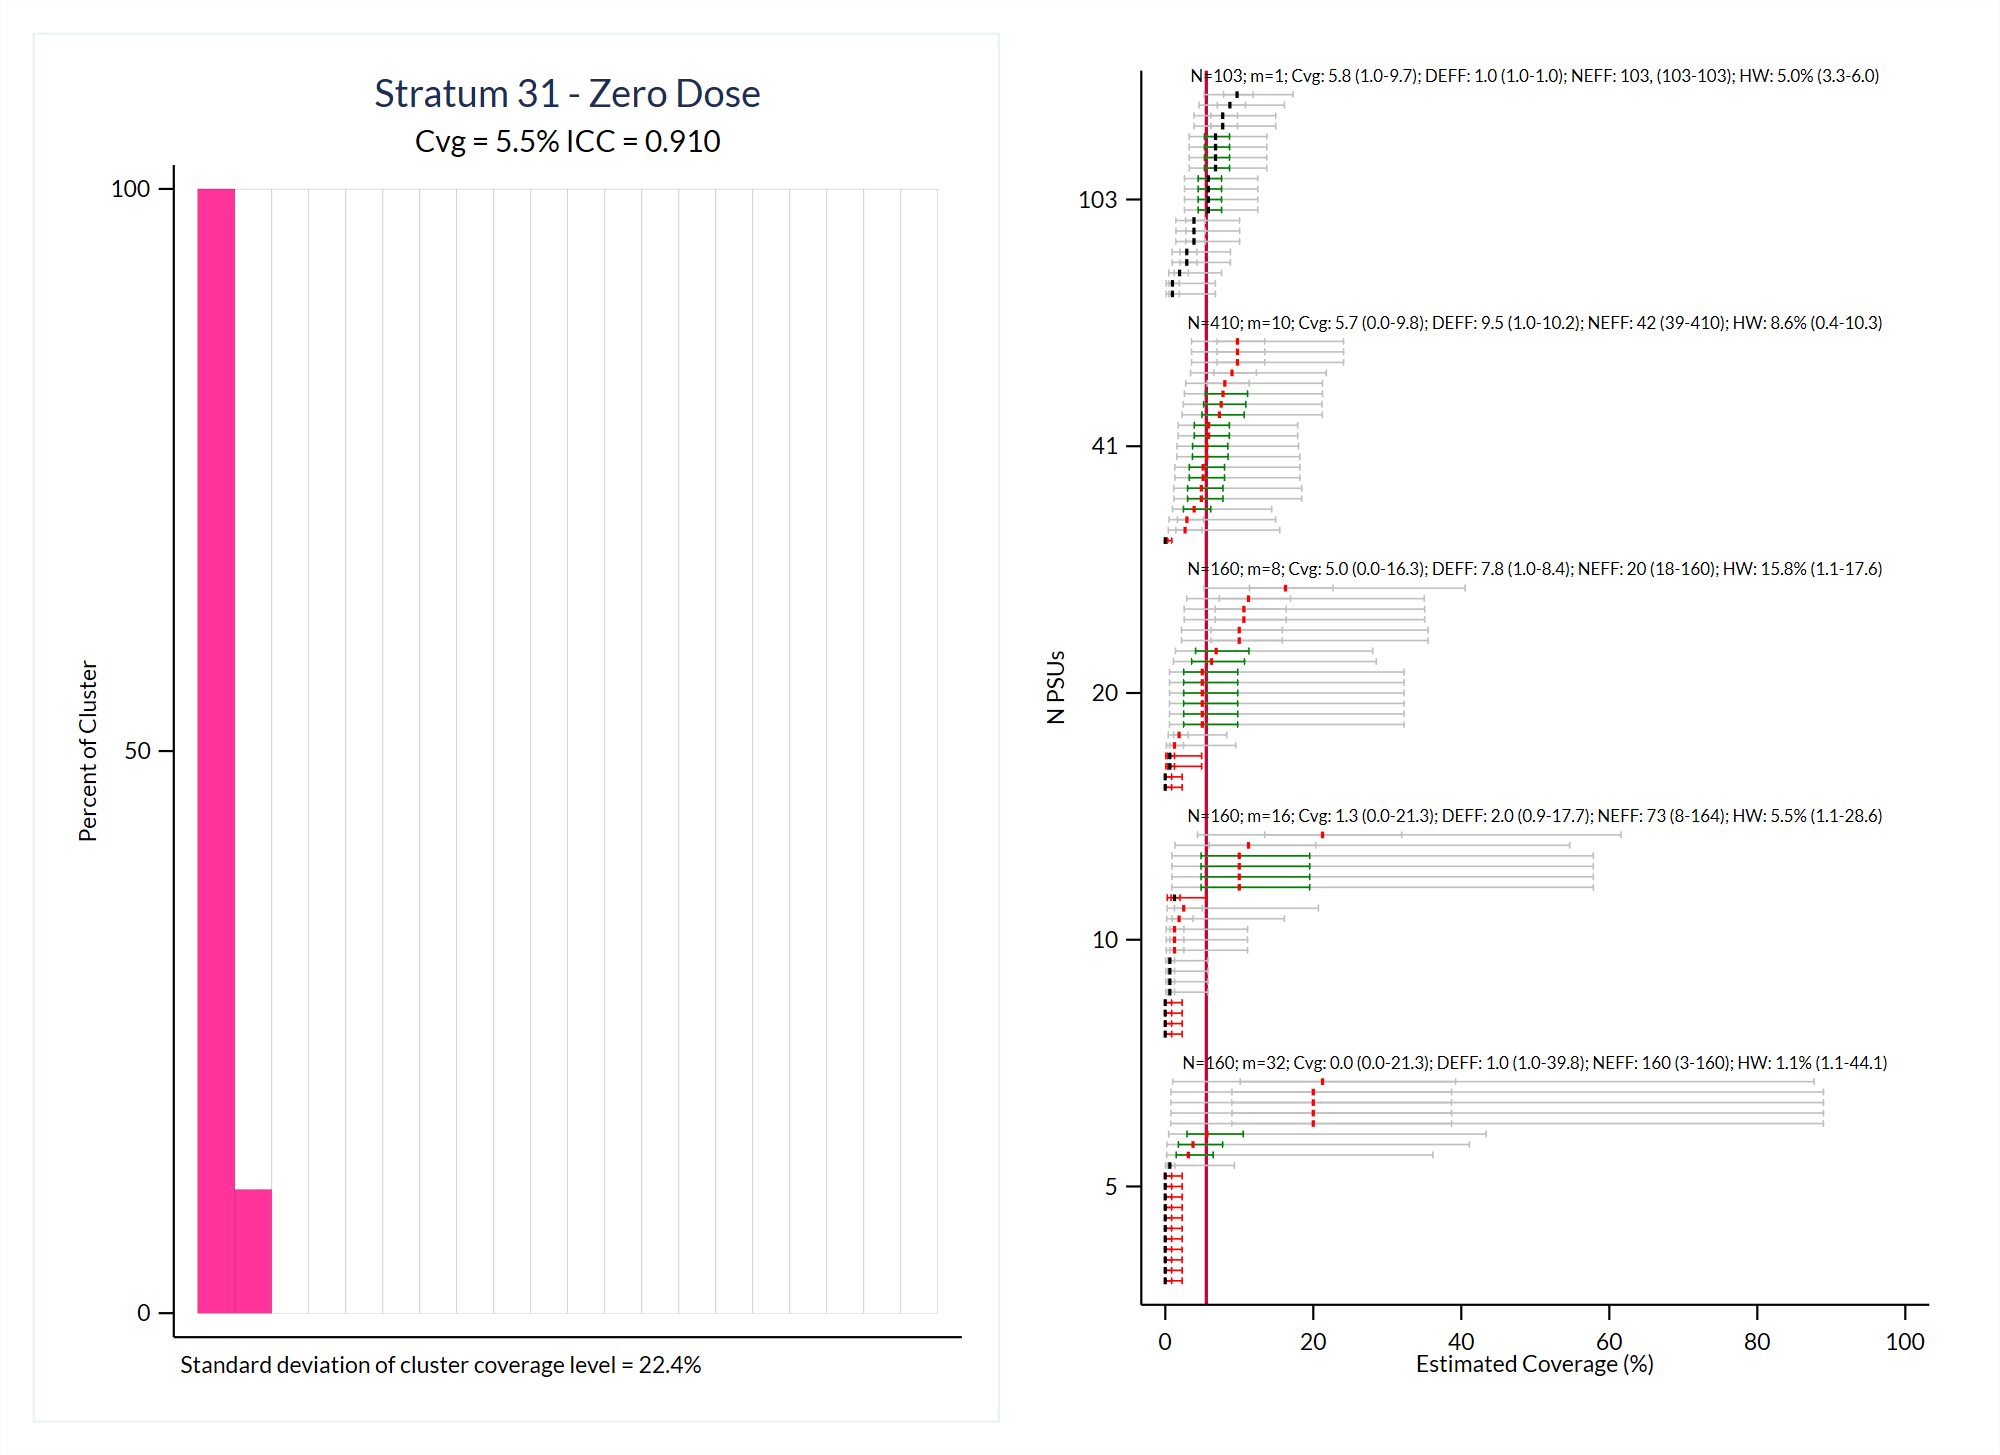 Stratum 31 - Zero Dose
Cvg = 5.5% ICC = 0.910
100
50
0
Percent of Cluster
Standard deviation of cluster coverage level = 22.4%
N=103; m=1; Cvg: 5.8 (1.0-9.7); DEFF: 1.0 (1.0-1.0); NEFF: 103, (103-103); HW: 5.0% (3.3-6.0)
103
N=410; m=10; Cvg: 5.7 (0.0-9.8); DEFF: 9.5 (1.0-10.2); NEFF: 42 (39-410); HW: 8.6% (0.4-10.3)
41
N=160; m=8; Cvg: 5.0 (0.0-16.3); DEFF: 7.8 (1.0-8.4); NEFF: 20 (18-160); HW: 15.8% (1.1-17.6)
N PSUs
20
N=160; m=16; Cvg: 1.3 (0.0-21.3); DEFF: 2.0 (0.9-17.7); NEFF: 73 (8-164); HW: 5.5% (1.1-28.6)
10
N=160; m=32; Cvg: 0.0 (0.0-21.3); DEFF: 1.0 (1.0-39.8); NEFF: 160 (3-160); HW: 1.1% (1.1-44.1)
5
0 20 40 60 80 100
Estimated Coverage (%)